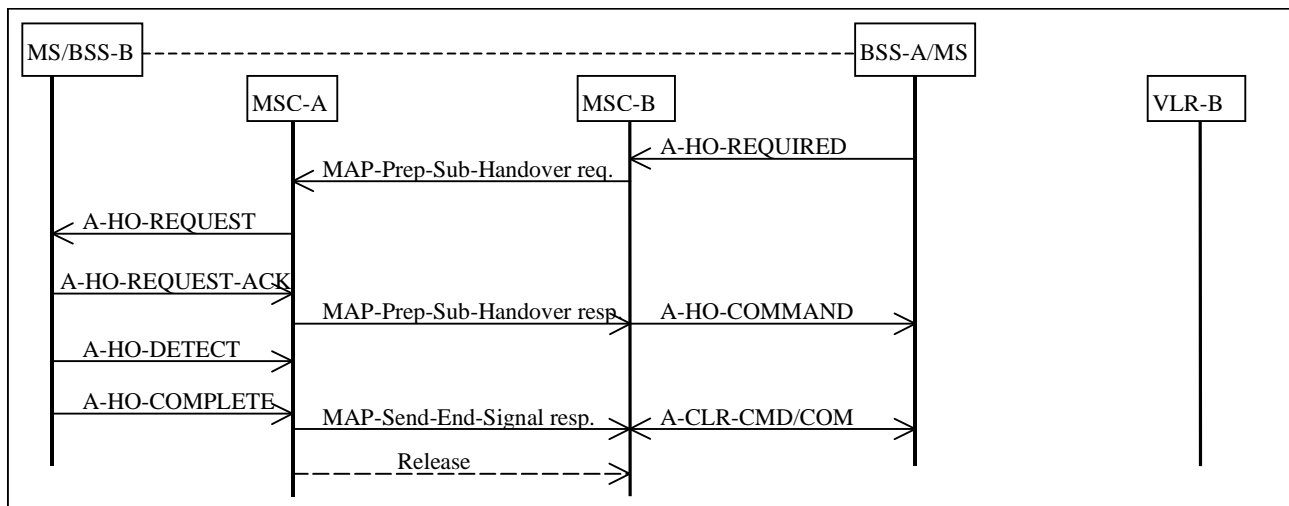 MS/BSS-B
BSS-A/MS
MSC-A
MSC-B
VLR-B
A-HO-REQUIRED
MAP-Prep-Sub-Handover req.
A-HO-REQUEST
A-HO-REQUEST-ACK
MAP-Prep-Sub-Handover resp.
A-HO-COMMAND
A-HO-DETECT
A-HO-COMPLETE
MAP-Send-End-Signal resp.
A-CLR-CMD/COM
Release